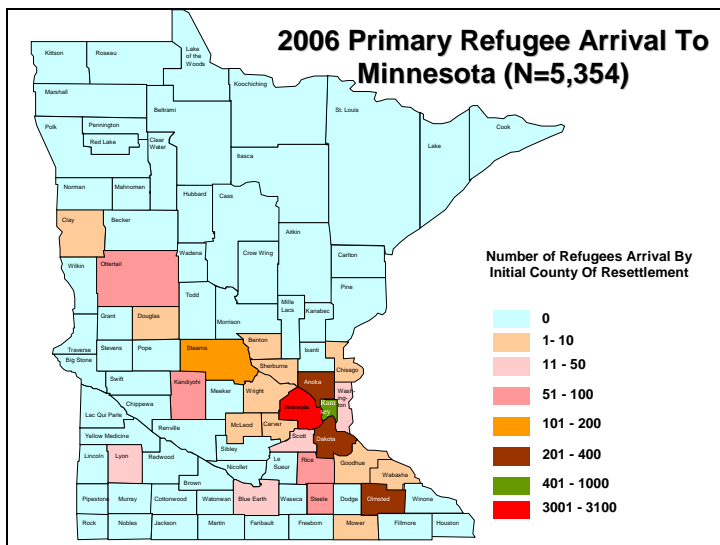 2006 Primary Refugee Arrival To
Minnesota (N=5,354)
Kittson
Roseau
Lake
of the
Woods
Koochiching
Marshall
St. Louis
Beltrami
Cook
Polk
Pennington
Clear
Water
Lake
Red Lake
Itasca
Norman
Mahnomen
Hubbard
Cass
Clay
Becker
Aitkin
Wadena
Crow Wing
Carlton
Wilkin
Ottertail
Pine
Todd
Mille
Lacs
Kanabec
Grant
Douglas
Morrison
Benton
Traverse
Stevens
Pope
Stearns
Isanti
Big Stone
Sherburne
Chisago
Swift
Kandiyohi
Anoka
Wash-
ing-
ton
Meeker
Wright
Hennepin
Ram
sey
Chippewa
Lac Qui Parle
McLeod
Carver
Renville
Dakota
Yellow Medicine
Scott
Sibley
Lincoln
Lyon
Redwood
Nicollet
Le
Sueur
Rice
Goodhue
Wabasha
Brown
Pipestone
Murray
Cottonwood
Watonwan
Blue Earth
Waseca
Steele
Dodge
Olmsted
Winona
Rock
Nobles
Jackson
Martin
Faribault
Freeborn
Mower
Fillmore
Houston
Number of Refugees Arrival By
Initial County Of Resettlement
0
1- 10
11 - 50
51 - 100
101 - 200
201 - 400
401 - 1000
3001 - 3100